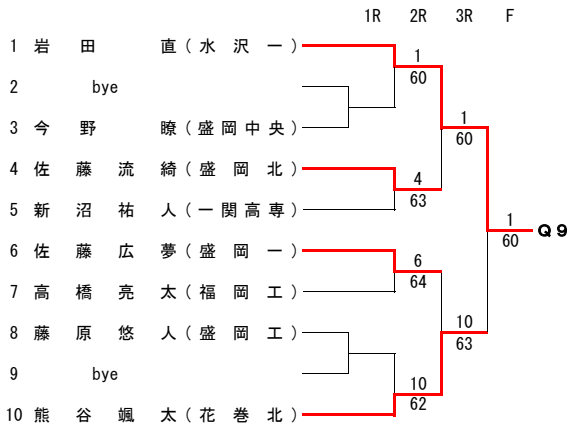 1R 2R 3R F
1 岩田 直(水沢一)
1
60
2 bye
3 今野 瞭(盛岡中央)
1
60
4 佐藤流綺(盛岡北)
4
63
5 新沼祐人(一関高専)
1
60
Q9
6 佐藤広夢(盛岡一)
6
64
7 高橋亮太(福岡工)
8 藤原悠人(盛岡工)
10
63
9 bye
10
62
10 熊谷颯太(花巻北)